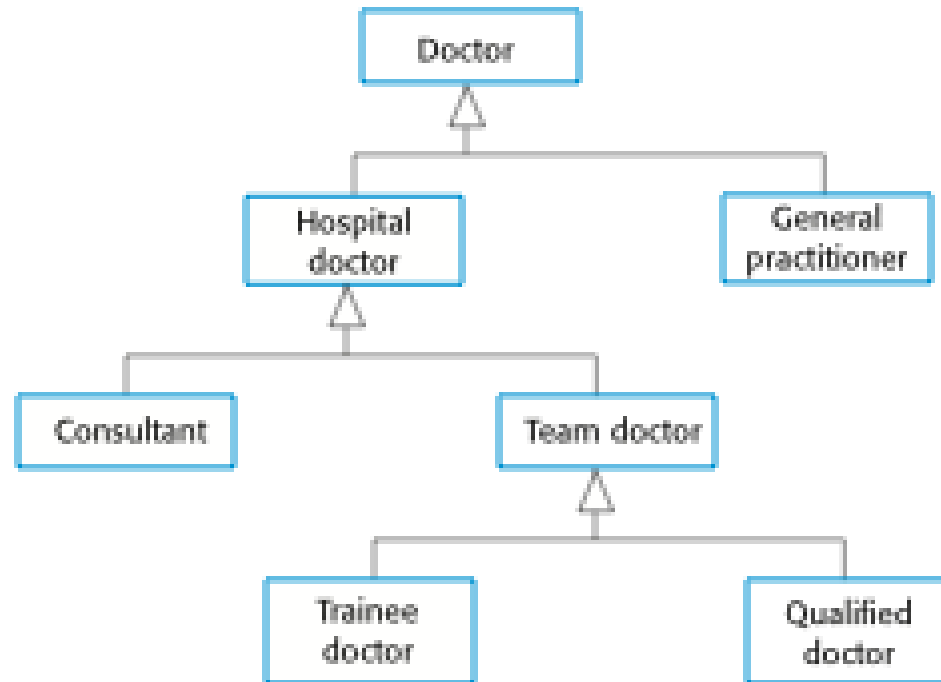 Doctor
Hospital
doctor
General
practitioner
Consultant
Team doctor
Trainee
doctor
Qualified
doctor